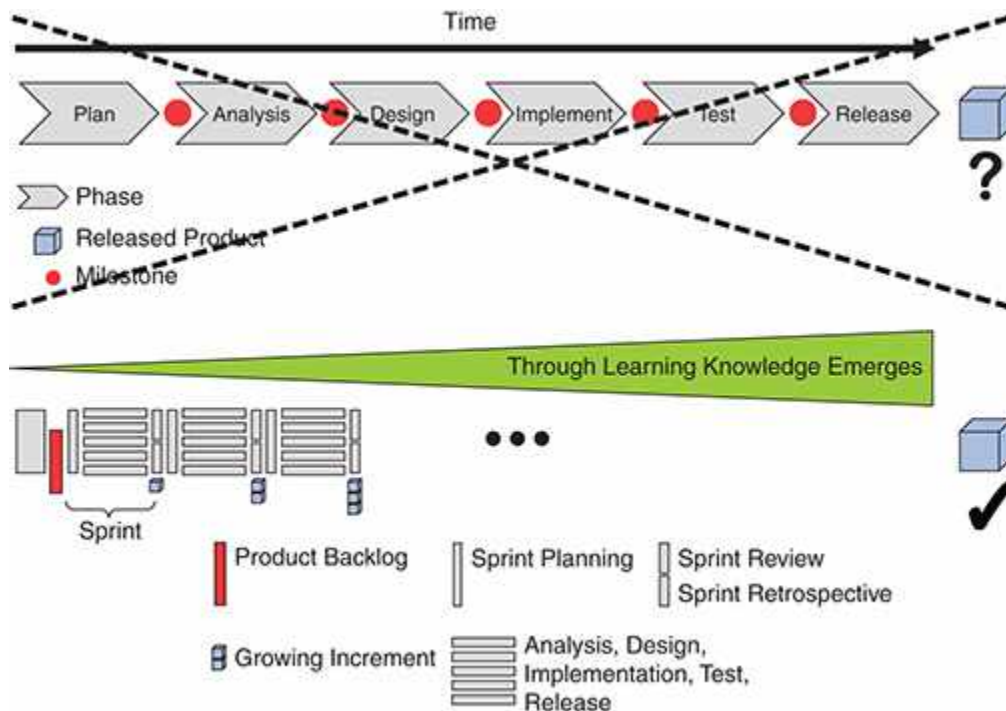 Time
Plan
Analysis
Design
Implement
Test
Release
?
Phase
Released Product
Milestone
Through Learning Knowledge Emerges
Sprint
Product Backlog
Sprint Planning
Sprint Review
Sprint Retrospective
Growing Increment
Analysis, Design,
Implementation, Test,
Release